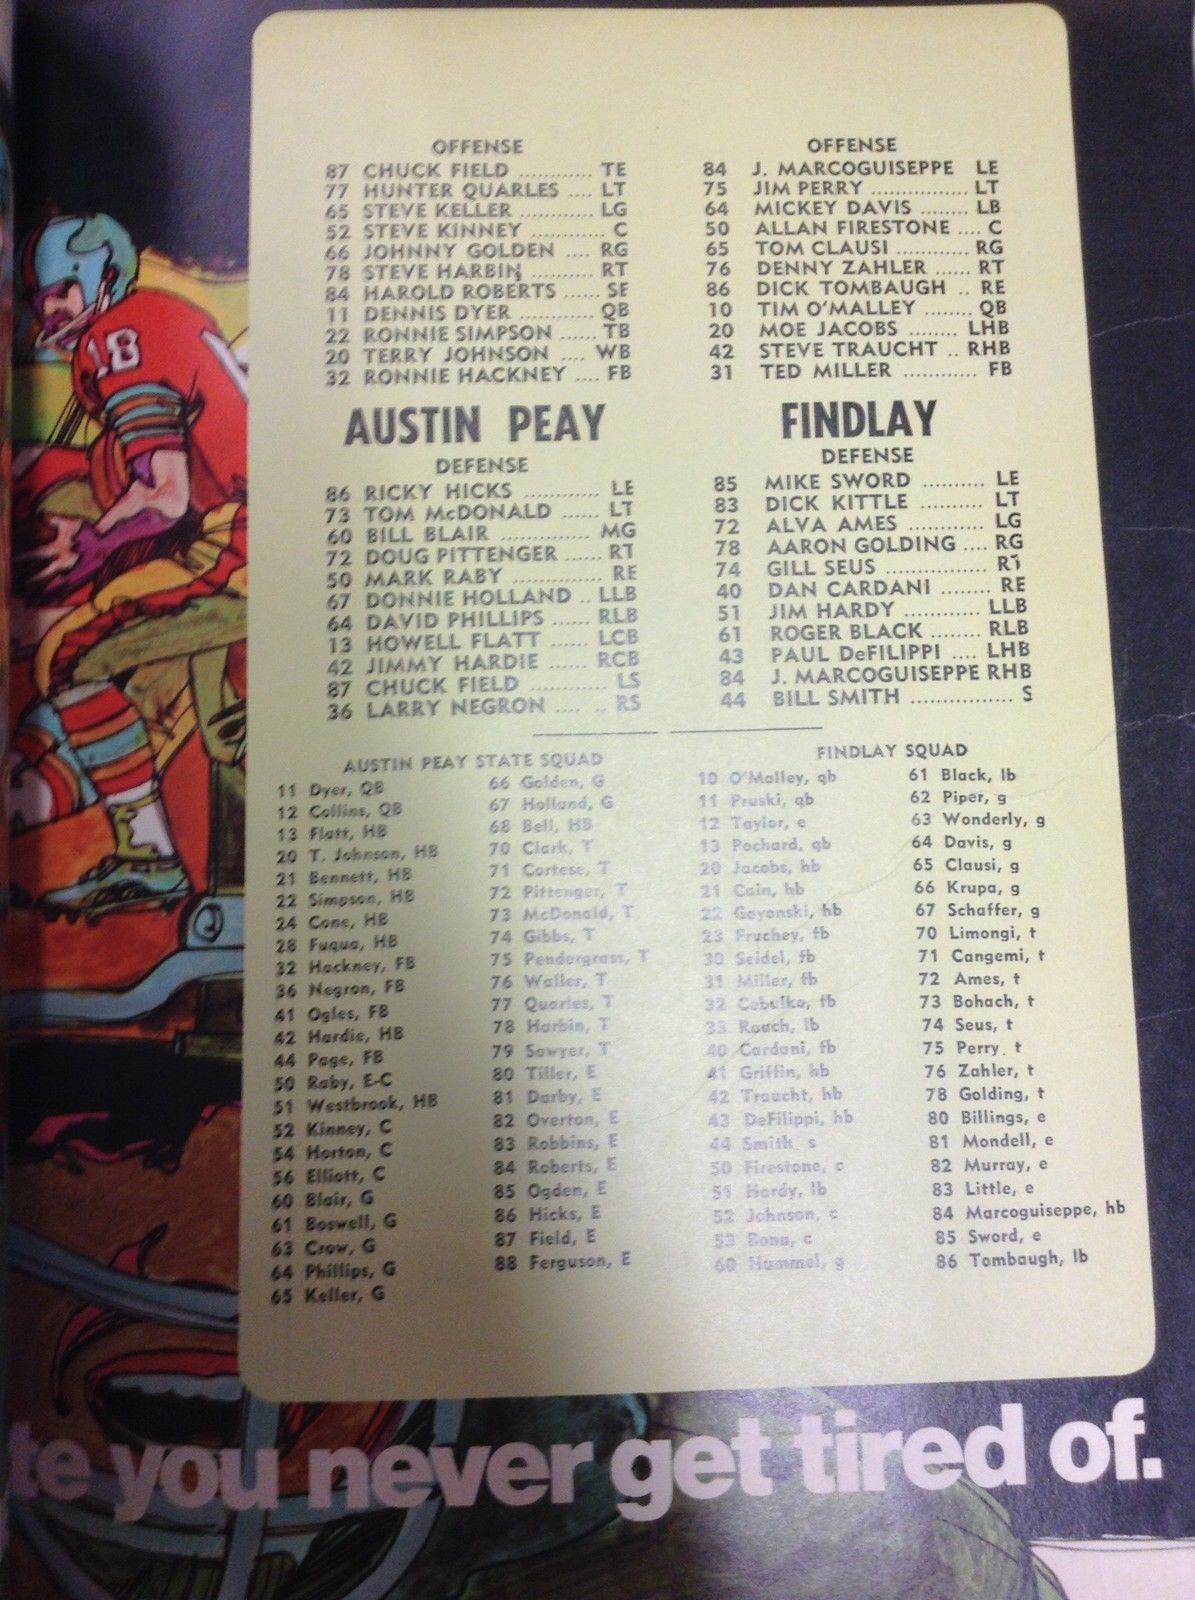 OFFENSE
87 CHUCK FIELD ............ TE
77 HUNTER QUARLES .... LT
65 STEVE KELLER ............ LG
52 STEVE KINNEY ............ C
66 JOHNNY GOLDEN .... RG
78 STEVE HARBIN .......... RT
84 HAROLD ROBERTS ...... SE
11 DENNIS DYER ............ QB
22 RONNIE SIMPSON ...... TB
20 TERRY JOHNSON .... WB
32 RONNIE HACKNEY .... FB
AUSTIN PEAY
DEFENSE
86 RICKY HICKS ............ LE
73 TOM McDONALD ...... LT
60 BILL BLAIR ............... MG
72 DOUG PITTENGER ...... RT
50 MARK RABY .............. RE
67 DONNIE HOLLAND .. LLB
64 DAVID PHILLIPS ...... RLB
13 HOWELL FLATT ...... LCB
42 JIMMY HARDIE ...... RCB
87 CHUCK FIELD ............ LS
36 LARRY NEGRON .... .. RS
OFFENSE
84 J. MARCOGUISEPPE LE
75 JIM PERRY ................ LT
64 MICKEY DAVIS ........ LB
50 ALLAN FIRESTONE .... C
65 TOM CLAUSI ............ RG
76 DENNY ZAHLER ...... RT
86 DICK TOMBAUGH .. RE
10 TIM O'MALLEY ........ QB
20 MOE JACOBS ........ LHB
42 STEVE TRAUCHT .. RHB
31 TED MILLER ............ FB
FINDLAY
DEFENSE
85 MIKE SWORD .......... LE
83 DICK KITTLE .......... LT
72 ALVA AMES ............ LG
78 AARON GOLDING .... RG
74 GILL SEUS ................ RT
40 DAN CARDANI ........ RE
51 JIM HARDY ............ LLB
61 ROGER BLACK ........ RLB
43 PAUL DeFILIPPI .... LHB
84 J. MARCOGUISEPPE RHB
44 BILL SMITH ................. S
AUSTIN PEAY STATE SQUAD
11 Dyer, QB
12 Collins, QB
13 Flatt, HB
20 T. Johnson, HB
21 Bennett, HB
22 Simpson, HB
24 Cone, HB
28 Fuqua, HB
32 Hackney, FB
36 Negron, FB
41 Ogles, FB
42 Hardie, HB
44 Page, FB
50 Raby, E-C
51 Westbrook, HB
52 Kinney, C
54 Horton, C
56 Elliott, C
60 Blair, G
61 Boswell, G
63 Crow, G
64 Phillips, G
65 Keller, G
66 Golden, G
67 Holland, G
68 Bell, HB
70 Clark, T
71 Cortese, T
72 Pittenger, T
73 McDonald, T
74 Gibbs, T
75 Pendergrass, T
76 Waller, T
77 Quarles, T
78 Harbin, T
79 Sawyer, T
80 Tiller, E
81 Darby, E
82 Overton, E
83 Robbins, E
84 Roberts, E
85 Ogden, E
86 Hicks, E
87 Field, E
88 Ferguson, E
FINDLAY SQUAD
10 O'Malley, qb
11 Pruski, qb
12 Taylor, e
13 Pochard, qb
20 Jacobs, hb
21 Cain, hb
22 Gayonski, hb
23 Fruchey, fb
30 Seidel, fb
31 Miller, fb
32 Cebulko, fb
33 Rouch, lb
40 Cardani, fb
41 Griffin, hb
42 Traucht, hb
43 DeFilippi, hb
44 Smith, s
50 Firestone, c
51 Hardy, lb
52 Johnson, c
53 c
60 Hummel, g
61 Black, lb
62 Piper, g
63 Wonderly, g
64 Davis, g
65 Clausi, g
66 Krupa, g
67 Schaffer, g
70 Limongi, t
71 Cangemi, t
72 Ames, t
73 Bohach, t
74 Seus, t
75 Perry, t
76 Zahler, t
78 Golding, t
80 Billings, e
81 Mondell, e
82 Murray, e
83 Little, e
84 Marcoguiseppe, hb
85 Sword, e
86 Tombaugh, lb
18
te you never get tired of.